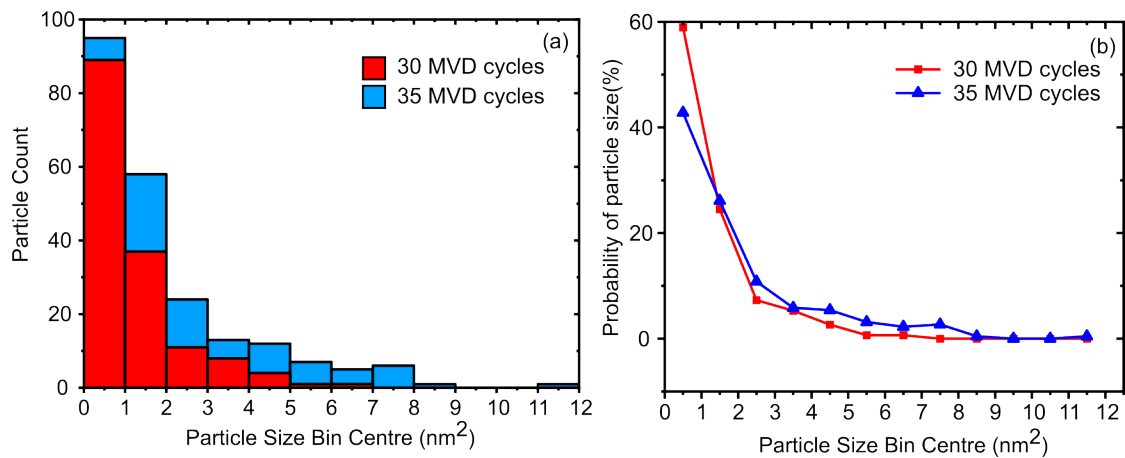 (a)
30 MVD cycles
35 MVD cycles
Particle Count
100
80
60
40
20
0
0 1 2 3 4 5 6 7 8 9 10 11 12
Particle Size Bin Centre (nm2)
(b)
30 MVD cycles
35 MVD cycles
Probability of particle size(%)
60
40
20
0
0 1 2 3 4 5 6 7 8 9 10 11 12
Particle Size Bin Centre (nm2)